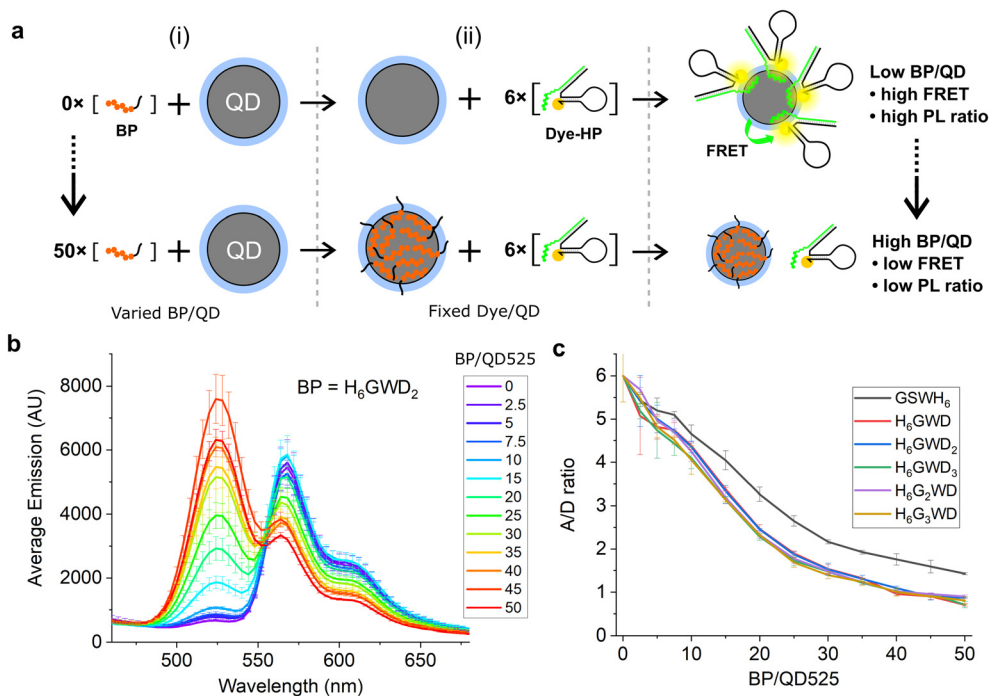 a
(i)
(ii)
0× [ ] + QD → + 6× [ ] →
BP
Dye-HP
FRET
Low BP/QD
• high FRET
• high PL ratio
50× [ ] + QD → + 6× [ ] →
High BP/QD
• low FRET
• low PL ratio
Varied BP/QD
Fixed Dye/QD
b
BP/QD525
BP = H₆GWD₂
0
2.5
5
7.5
10
15
20
25
30
35
40
45
50
8000
6000
4000
2000
0
Average Emission (AU)
500
550
600
650
Wavelength (nm)
c
GSWH₆
H₆GWD
H₆GWD₂
H₆GWD₃
H₆G₂WD
H₆G₃WD
6
5
4
3
2
1
0
A/D ratio
0
10
20
30
40
50
BP/QD525